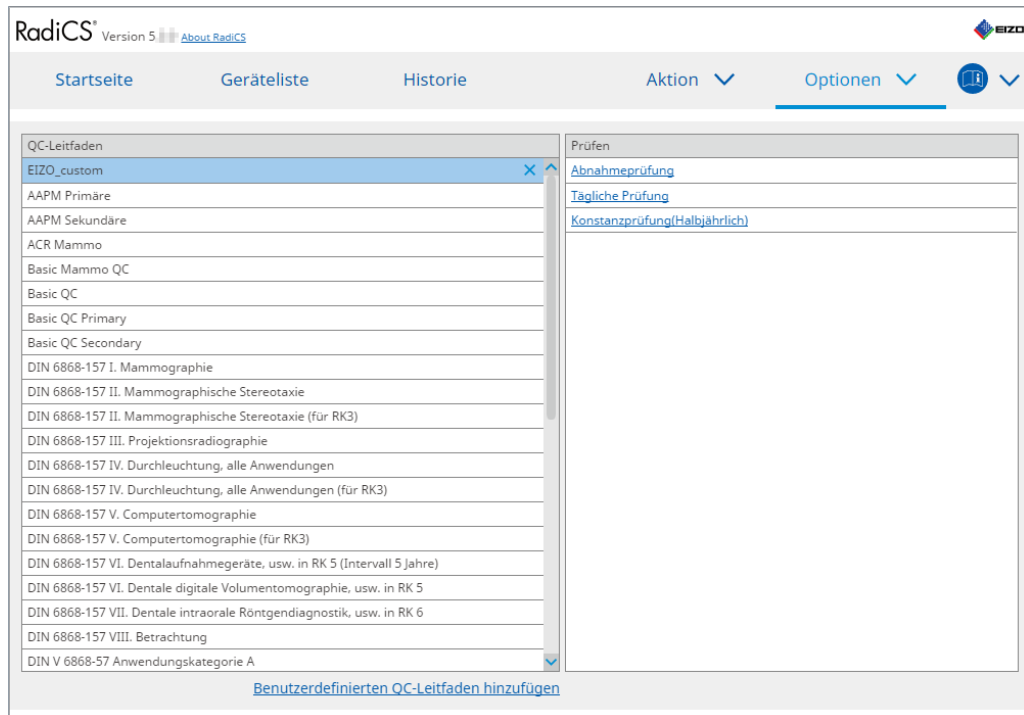 RadiCS® Version 5. About RadiCS
EIZO
Startseite Geräteliste Historie Aktion Optionen
QC-Leitfaden
EIZO_custom
AAPM Primäre
AAPM Sekundäre
ACR Mammo
Basic Mammo QC
Basic QC
Basic QC Primary
Basic QC Secondary
DIN 6868-157 I. Mammographie
DIN 6868-157 II. Mammographische Stereotaxie
DIN 6868-157 II. Mammographische Stereotaxie (für RK3)
DIN 6868-157 III. Projektionsradiographie
DIN 6868-157 IV. Durchleuchtung, alle Anwendungen
DIN 6868-157 IV. Durchleuchtung, alle Anwendungen (für RK3)
DIN 6868-157 V. Computertomographie
DIN 6868-157 V. Computertomographie (für RK3)
DIN 6868-157 VI. Dentalaufnahmegeräte, usw. in RK 5 (Intervall 5 Jahre)
DIN 6868-157 VI. Dentale digitale Volumentomographie, usw. in RK 5
DIN 6868-157 VII. Dentale intraorale Röntgendiagnostik, usw. in RK 6
DIN 6868-157 VIII. Betrachtung
DIN V 6868-57 Anwendungskategorie A
Benutzerdefinierten QC-Leitfaden hinzufügen
Prüfen
Abnahmeprüfung
Tägliche Prüfung
Konstanzprüfung(Halbjährlich)